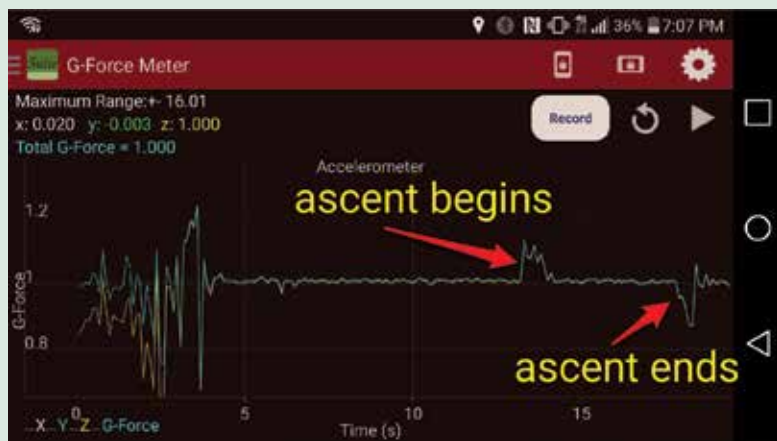 36% 7:07 PM
G-Force Meter
Maximum Range:+- 16.01
x: 0.020 y: -0.003 z: 1.000
Record
Total G-Force = 1.000
Accelerometer
ascent begins
1.2
1
0.8
G-Force
ascent ends
0 5 10 15
...X...Y...Z...G-Force
Time (s)